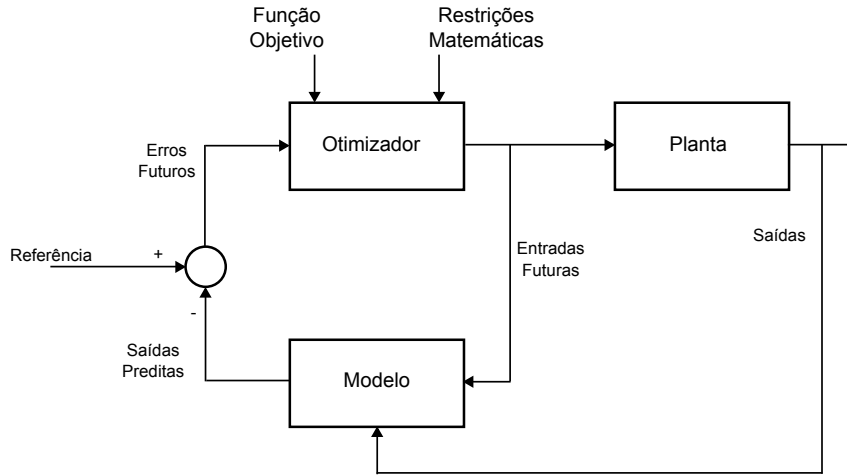 Função
Objetivo
Restrições
Matemáticas
Otimizador
Planta
Erros
Futuros
Referência
+
-
Entradas
Futuras
Saídas
Saídas
Preditas
Modelo